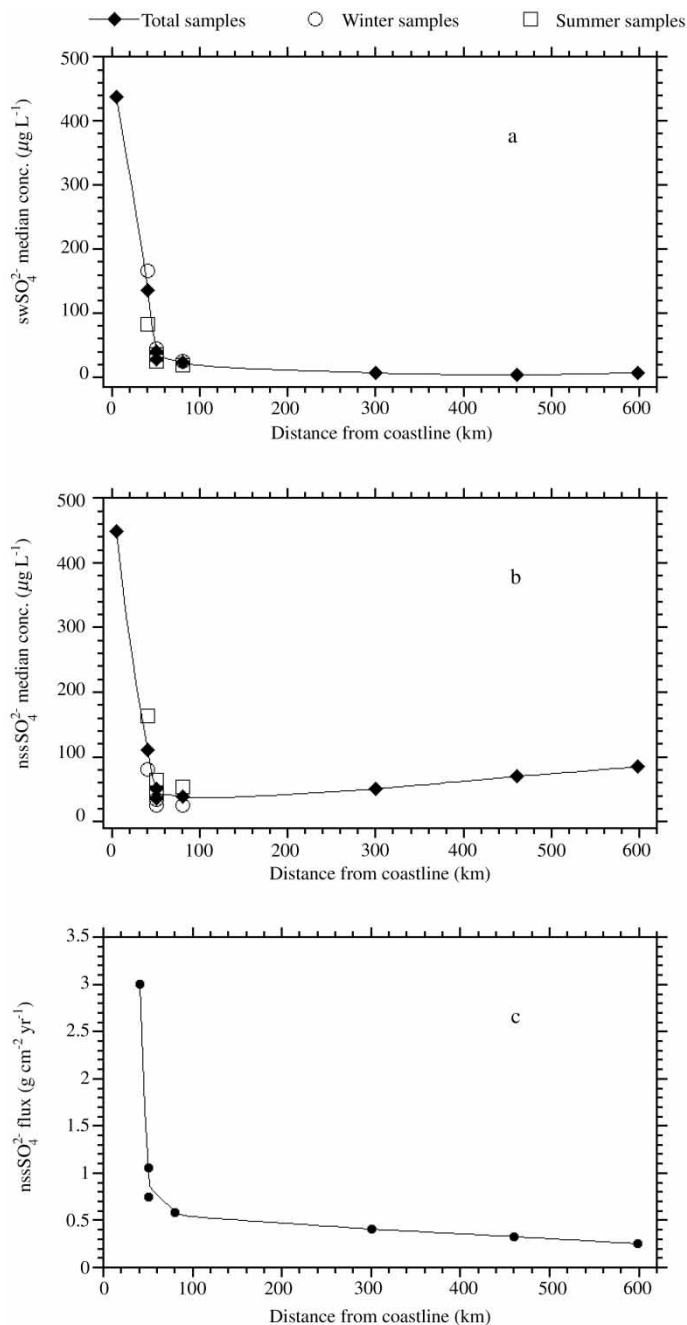 Total samples Winter samples Summer samples
500
400
300
200
100
0
swSO₄²⁻ median conc. (µg L⁻¹)
a
0 100 200 300 400 500 600
Distance from coastline (km)
500
400
300
200
100
0
nssSO₄²⁻ median conc. (µg L⁻¹)
b
0 100 200 300 400 500 600
Distance from coastline (km)
3.5
3
2.5
2
1.5
1
0.5
0
nssSO₄²⁻ flux (g cm⁻² yr⁻¹)
c
0 100 200 300 400 500 600
Distance from coastline (km)